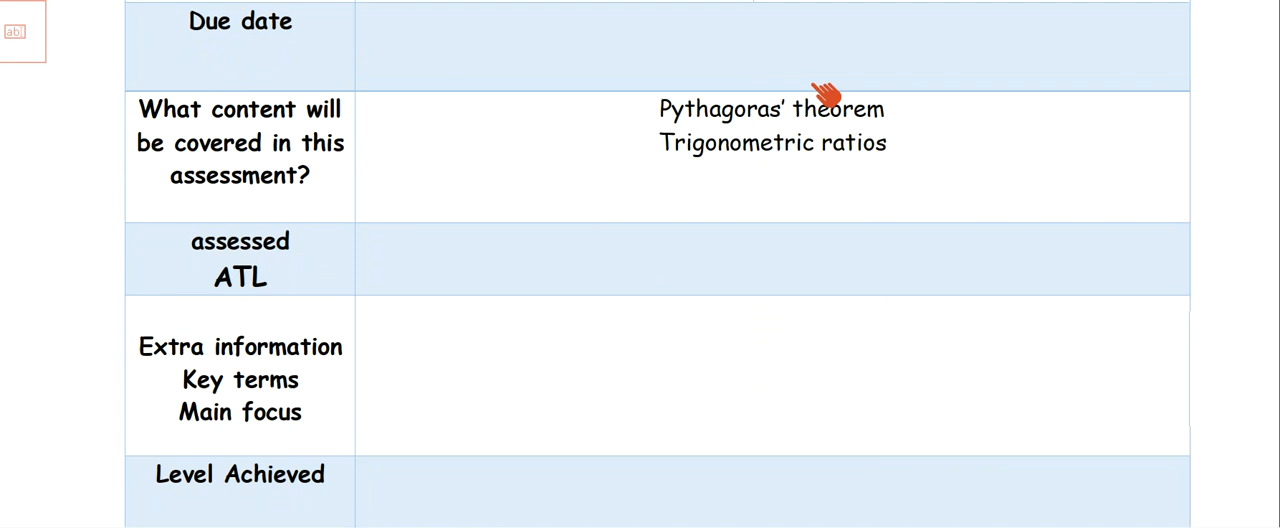 ab
Due date
What content will
be covered in this
assessment?
Pythagoras' theorem
Trigonometric ratios
assessed
ATL
Extra information
Key terms
Main focus
Level Achieved